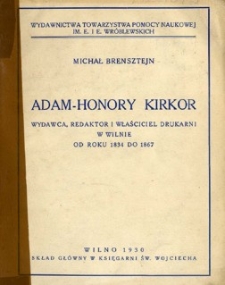 WYDAWNICTWA TOWARZYSTWA POMOCY NAUKOWEJ
IM. E. I E. WRÓBLEWSKICH
MICHAŁ BRENSZTEJN
ADAM-HONORY KIRKOR
WYDAWCA, REDAKTOR I WŁAŚCICIEL DRUKARNI
W WILNIE
OD ROKU 1834 DO 1867
WILNO 1930
SKŁAD GŁÓWNY W KSIĘGARNI ŚW. WOJCIECHA